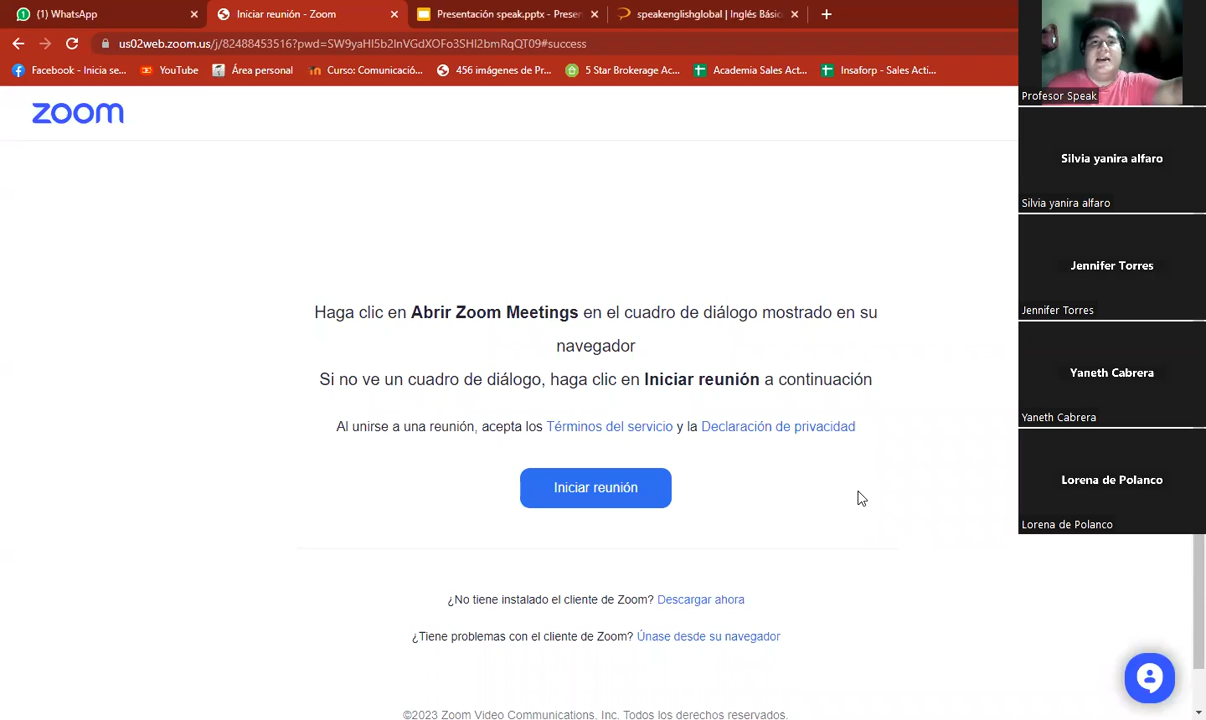 (1) WhatsApp
Iniciar reunión - Zoom
Presentación speak.pptx - Presen
speakenglishglobal | Inglés Básic
us02web.zoom.us/j/82488453516?pwd=SW9yaHl5b2lnVGdXOFo3SHI2bmRqQT09#success
Facebook - Inicia se...
YouTube
Área personal
Curso: Comunicació...
456 imágenes de Pr...
5 Star Brokerage Ac...
Academia Sales Act...
Insaforp - Sales Acti...
zoom
Haga clic en Abrir Zoom Meetings en el cuadro de diálogo mostrado en su
navegador
Si no ve un cuadro de diálogo, haga clic en Iniciar reunión a continuación
Al unirse a una reunión, acepta los Términos del servicio y la Declaración de privacidad
Iniciar reunión
¿No tiene instalado el cliente de Zoom? Descargar ahora
¿Tiene problemas con el cliente de Zoom? Únase desde su navegador
©2023 Zoom Video Communications, Inc. Todos los derechos reservados.
Profesor Speak
Silvia yanira alfaro
Silvia yanira alfaro
Jennifer Torres
Jennifer Torres
Yaneth Cabrera
Yaneth Cabrera
Lorena de Polanco
Lorena de Polanco